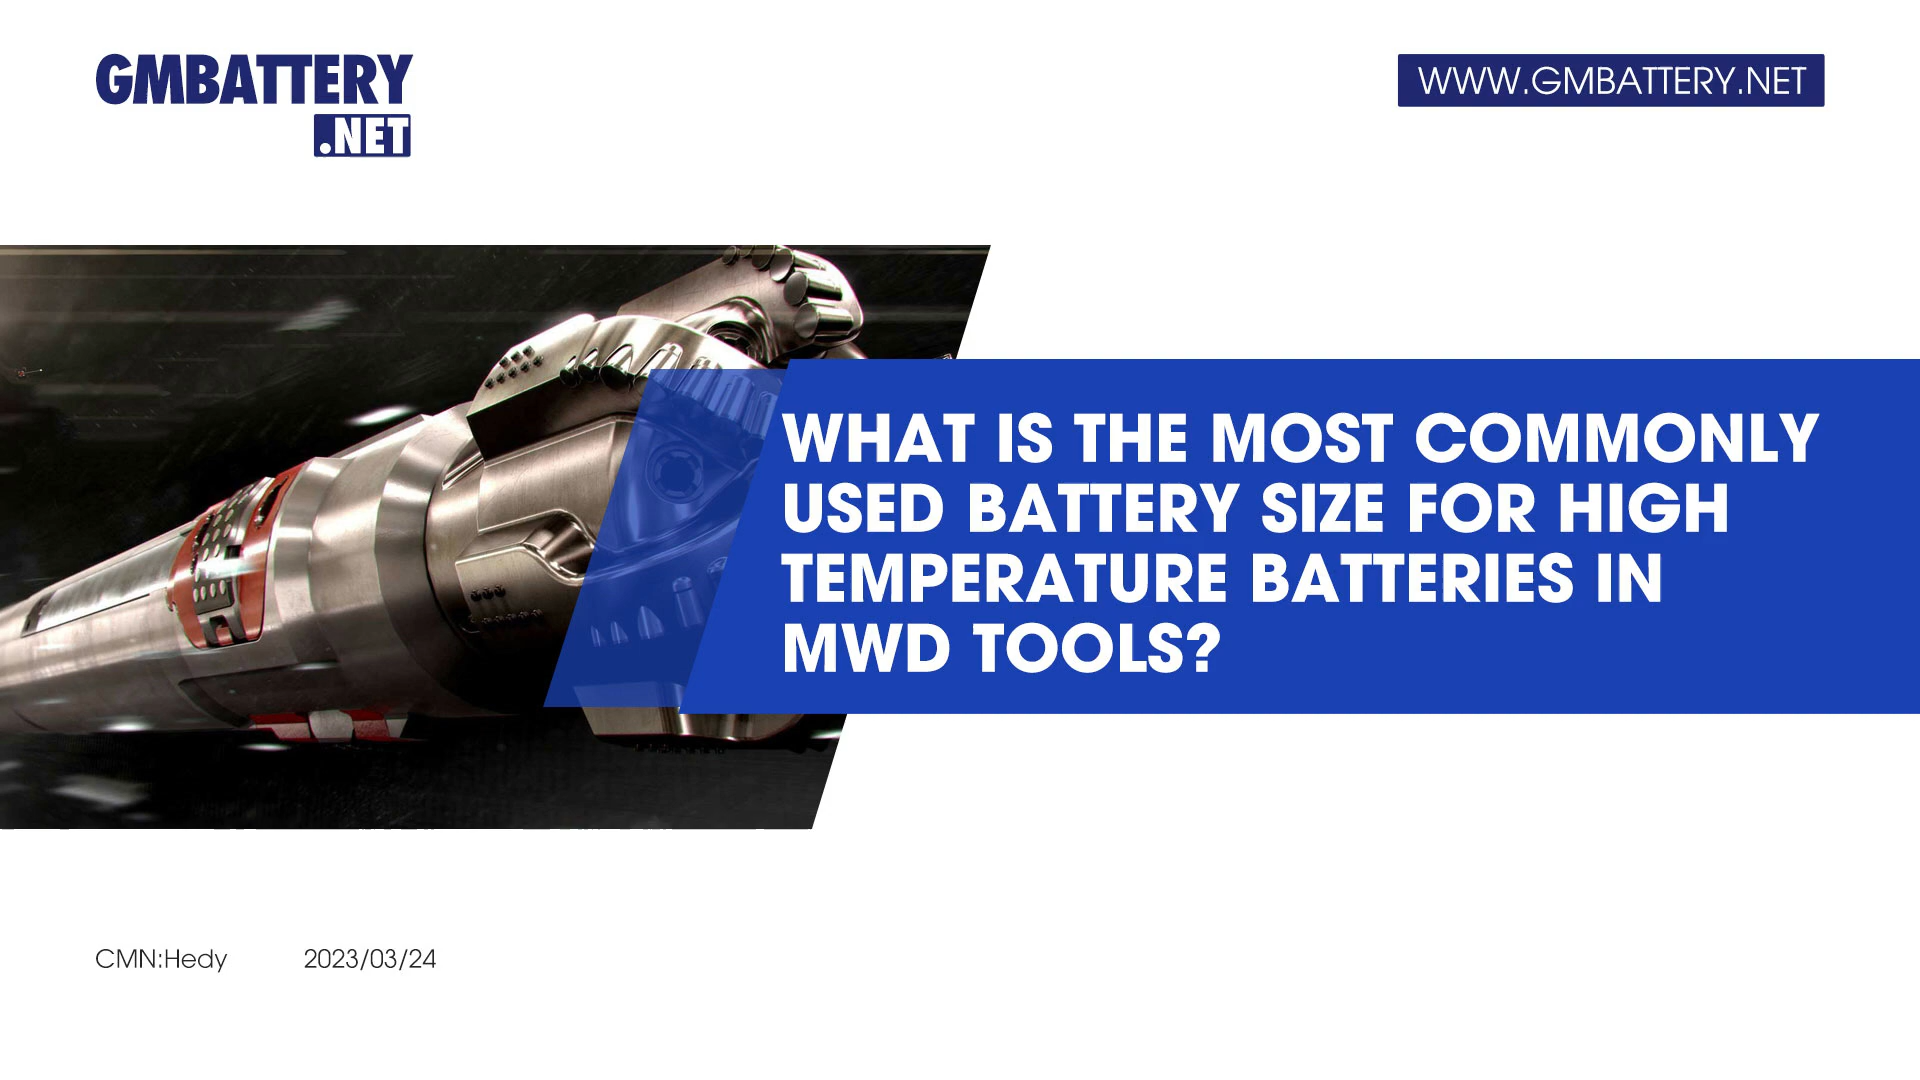 GMBATTERY
.NET
WWW.GMBATTERY.NET
WHAT IS THE MOST COMMONLY
USED BATTERY SIZE FOR HIGH
TEMPERATURE BATTERIES IN
MWD TOOLS?
CMN:Hedy
2023/03/24